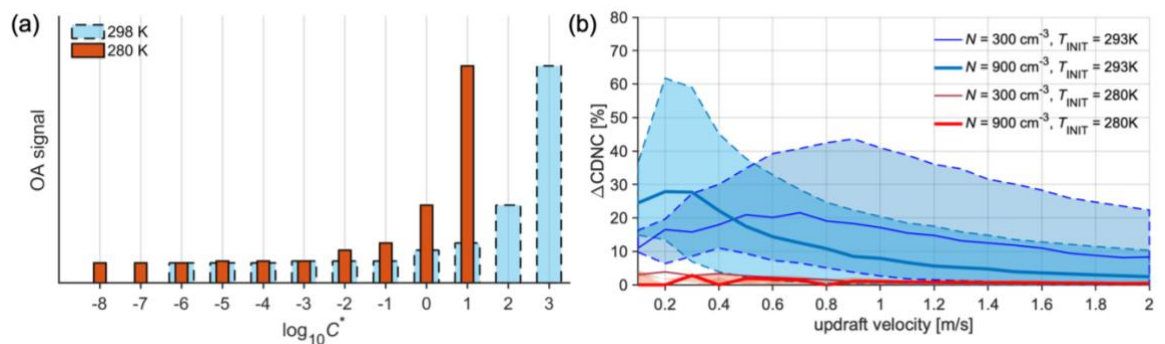 (a)
298 K
280 K
OA signal
-8 -7 -6 -5 -4 -3 -2 -1 0 1 2 3
log10C*
(b)
80
70
60
50
40
30
20
10
0
ΔCDNC [%]
N = 300 cm-3, TINIT = 293K
N = 900 cm-3, TINIT = 293K
N = 300 cm-3, TINIT = 280K
N = 900 cm-3, TINIT = 280K
0.2 0.4 0.6 0.8 1 1.2 1.4 1.6 1.8 2
updraft velocity [m/s]